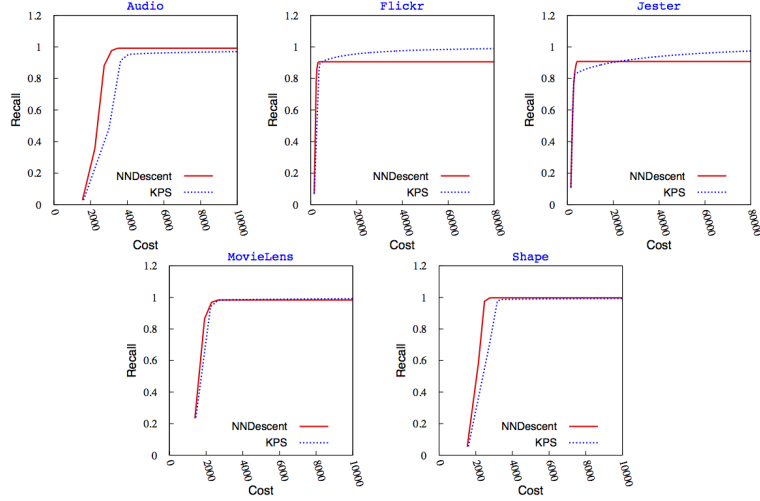 Audio
Recall
1.2
1
0.8
0.6
0.4
0.2
0
NNDescent
KPS
0
2000
4000
6000
8000
10000
Cost
Flickr
Recall
1.2
1
0.8
0.6
0.4
0.2
0
NNDescent
KPS
0
20000
40000
60000
80000
Cost
Jester
Recall
1.2
1
0.8
0.6
0.4
0.2
0
NNDescent
KPS
0
20000
40000
60000
80000
Cost
MovieLens
Recall
1.2
1
0.8
0.6
0.4
0.2
0
NNDescent
KPS
0
2000
4000
6000
8000
10000
Cost
Shape
Recall
1.2
1
0.8
0.6
0.4
0.2
0
NNDescent
KPS
0
2000
4000
6000
8000
10000
Cost